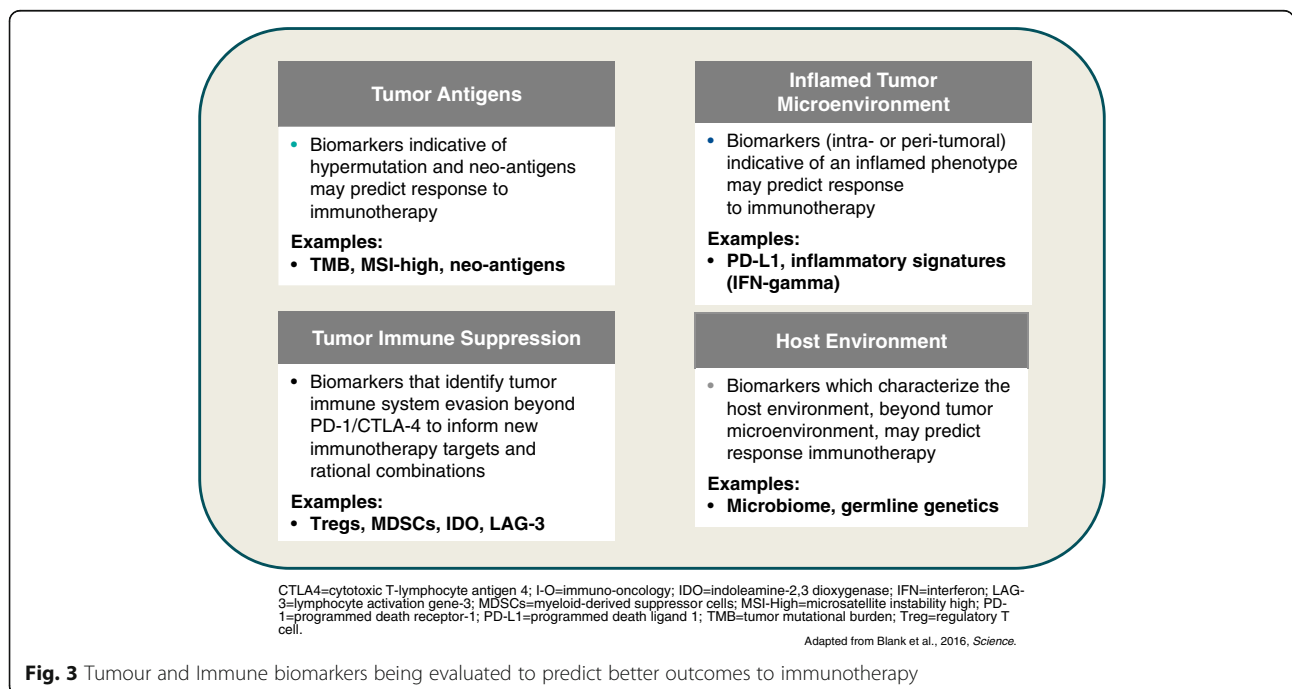 Tumor Antigens
• Biomarkers indicative of
hypermutation and neo-antigens
may predict response to
immunotherapy
Examples:
• TMB, MSI-high, neo-antigens
Inflamed Tumor
Microenvironment
• Biomarkers (intra- or peri-tumoral)
indicative of an inflamed phenotype
may predict response
to immunotherapy
Examples:
• PD-L1, inflammatory signatures
(IFN-gamma)
Tumor Immune Suppression
• Biomarkers that identify tumor
immune system evasion beyond
PD-1/CTLA-4 to inform new
immunotherapy targets and
rational combinations
Examples:
• Tregs, MDSCs, IDO, LAG-3
Host Environment
• Biomarkers which characterize the
host environment, beyond tumor
microenvironment, may predict
response immunotherapy
Examples:
• Microbiome, germline genetics
CTLA4=cytotoxic T-lymphocyte antigen 4; I-O=immuno-oncology; IDO=indoleamine-2,3 dioxygenase; IFN=interferon; LAG-
3=lymphocyte activation gene-3; MDSCs=myeloid-derived suppressor cells; MSI-High=microsatellite instability high; PD-
1=programmed death receptor-1; PD-L1=programmed death ligand 1; TMB=tumor mutational burden; Treg=regulatory T
cell.
Adapted from Blank et al., 2016, Science.
Fig. 3 Tumour and Immune biomarkers being evaluated to predict better outcomes to immunotherapy